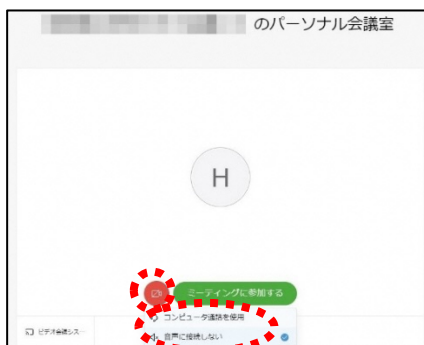 のパーソナル会議室
H
ミーティングに参加する
コンピュータ通話を使用
音声に接続しない
ビデオ会議シス…